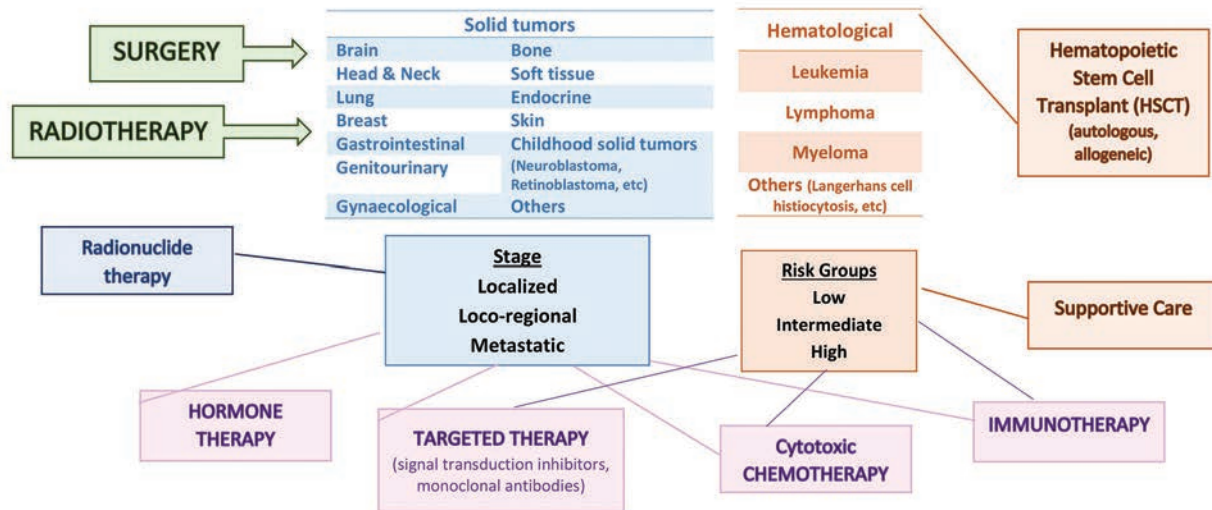 SURGERY
RADIOTHERAPY
Solid tumors
Brain Bone
Head & Neck Soft tissue
Lung Endocrine
Breast Skin
Gastrointestinal Childhood solid tumors
Genitourinary (Neuroblastoma,
Retinoblastoma, etc)
Gynaecological Others
Hematological
Leukemia
Lymphoma
Myeloma
Others (Langerhans cell
histiocytosis, etc)
Hematopoietic
Stem Cell
Transplant (HSCT)
(autologous,
allogeneic)
Radionuclide
therapy
Stage
Localized
Loco-regional
Metastatic
Risk Groups
Low
Intermediate
High
Supportive Care
HORMONE
THERAPY
TARGETED THERAPY
(signal transduction inhibitors,
monoclonal antibodies)
Cytotoxic
CHEMOTHERAPY
IMMUNOTHERAPY